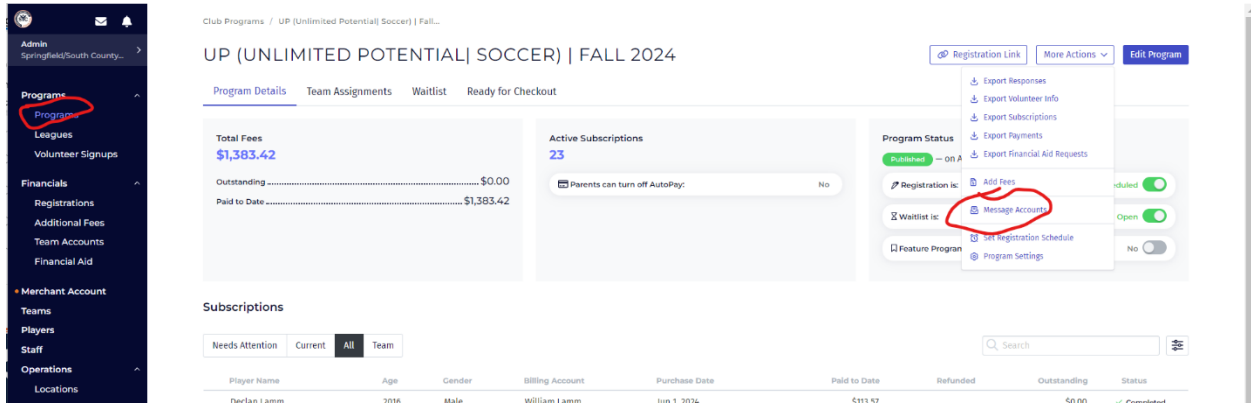 Admin
Springfield/South County...
Programs
Programs
Leagues
Volunteer Signups
Financials
Registrations
Additional Fees
Team Accounts
Financial Aid
Merchant Account
Teams
Players
Staff
Operations
Locations
Club Programs / UP (Unlimited Potential| Soccer) | Fall...
UP (UNLIMITED POTENTIAL| SOCCER) | FALL 2024
Registration Link More Actions Edit Program
Program Details Team Assignments Waitlist Ready for Checkout
Export Responses
Export Volunteer Info
Export Subscriptions
Export Payments
Export Financial Aid Requests
Add Fees
Message Accounts
Set Registration Schedule
Program Settings
Total Fees
$1,383.42
Outstanding $0.00
Paid to Date $1,383.42
Active Subscriptions
23
Parents can turn off AutoPay: No
Program Status
Published — on A
Registration is: eduled
Waitlist is: Open
Feature Program No
Subscriptions
Needs Attention Current All Team
Search
Player Name Age Gender Billing Account Purchase Date Paid to Date Refunded Outstanding Status
Declan Lamm 2016 Male William Lamm Jun 1, 2024 $113.57 $0.00 Completed